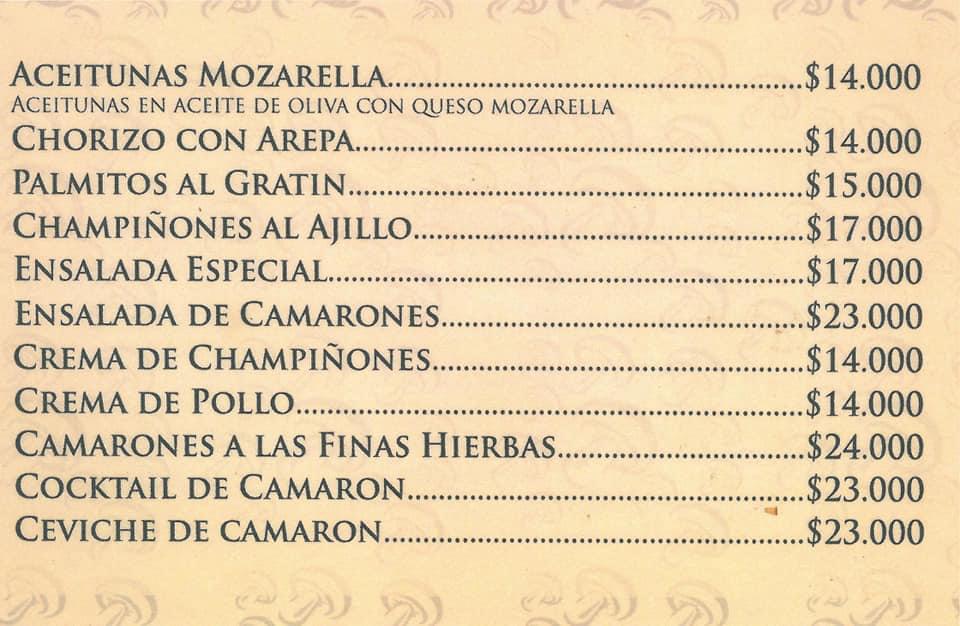 Aceitunas Mozarella..........................................................$14.000
Aceitunas en aceite de oliva con queso mozarella
Chorizo con Arepa..............................................................$14.000
Palmitos al Gratin...............................................................$15.000
Champiñones al Ajillo......................................................$17.000
Ensalada Especial..................................................................$17.000
Ensalada de Camarones..................................................$23.000
Crema de Champiñones....................................................$14.000
Crema de Pollo......................................................................$14.000
Camarones a las Finas Hierbas..................................$24.000
Cocktail de Camaron.......................................................$23.000
Ceviche de camaron..........................................................$23.000